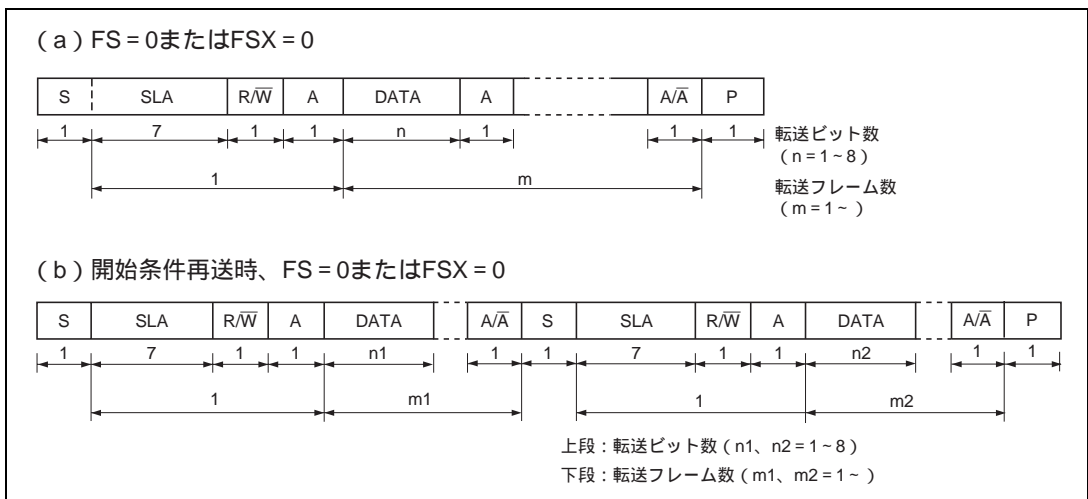 (a) FS = 0またはFSX = 0
S SLA R/W̅ A DATA A A/A̅ P
1 7 1 1 n 1 1 1 転送ビット数
(n = 1 ~ 8)
1 m 転送フレーム数
(m = 1 ~ )
(b) 開始条件再送時、FS = 0またはFSX = 0
S SLA R/W̅ A DATA A/A̅ S SLA R/W̅ A DATA A/A̅ P
1 7 1 1 n1 1 1 7 1 1 n2 1 1
1 m1 1 m2
上段:転送ビット数(n1、n2 = 1 ~ 8)
下段:転送フレーム数(m1、m2 = 1 ~ )